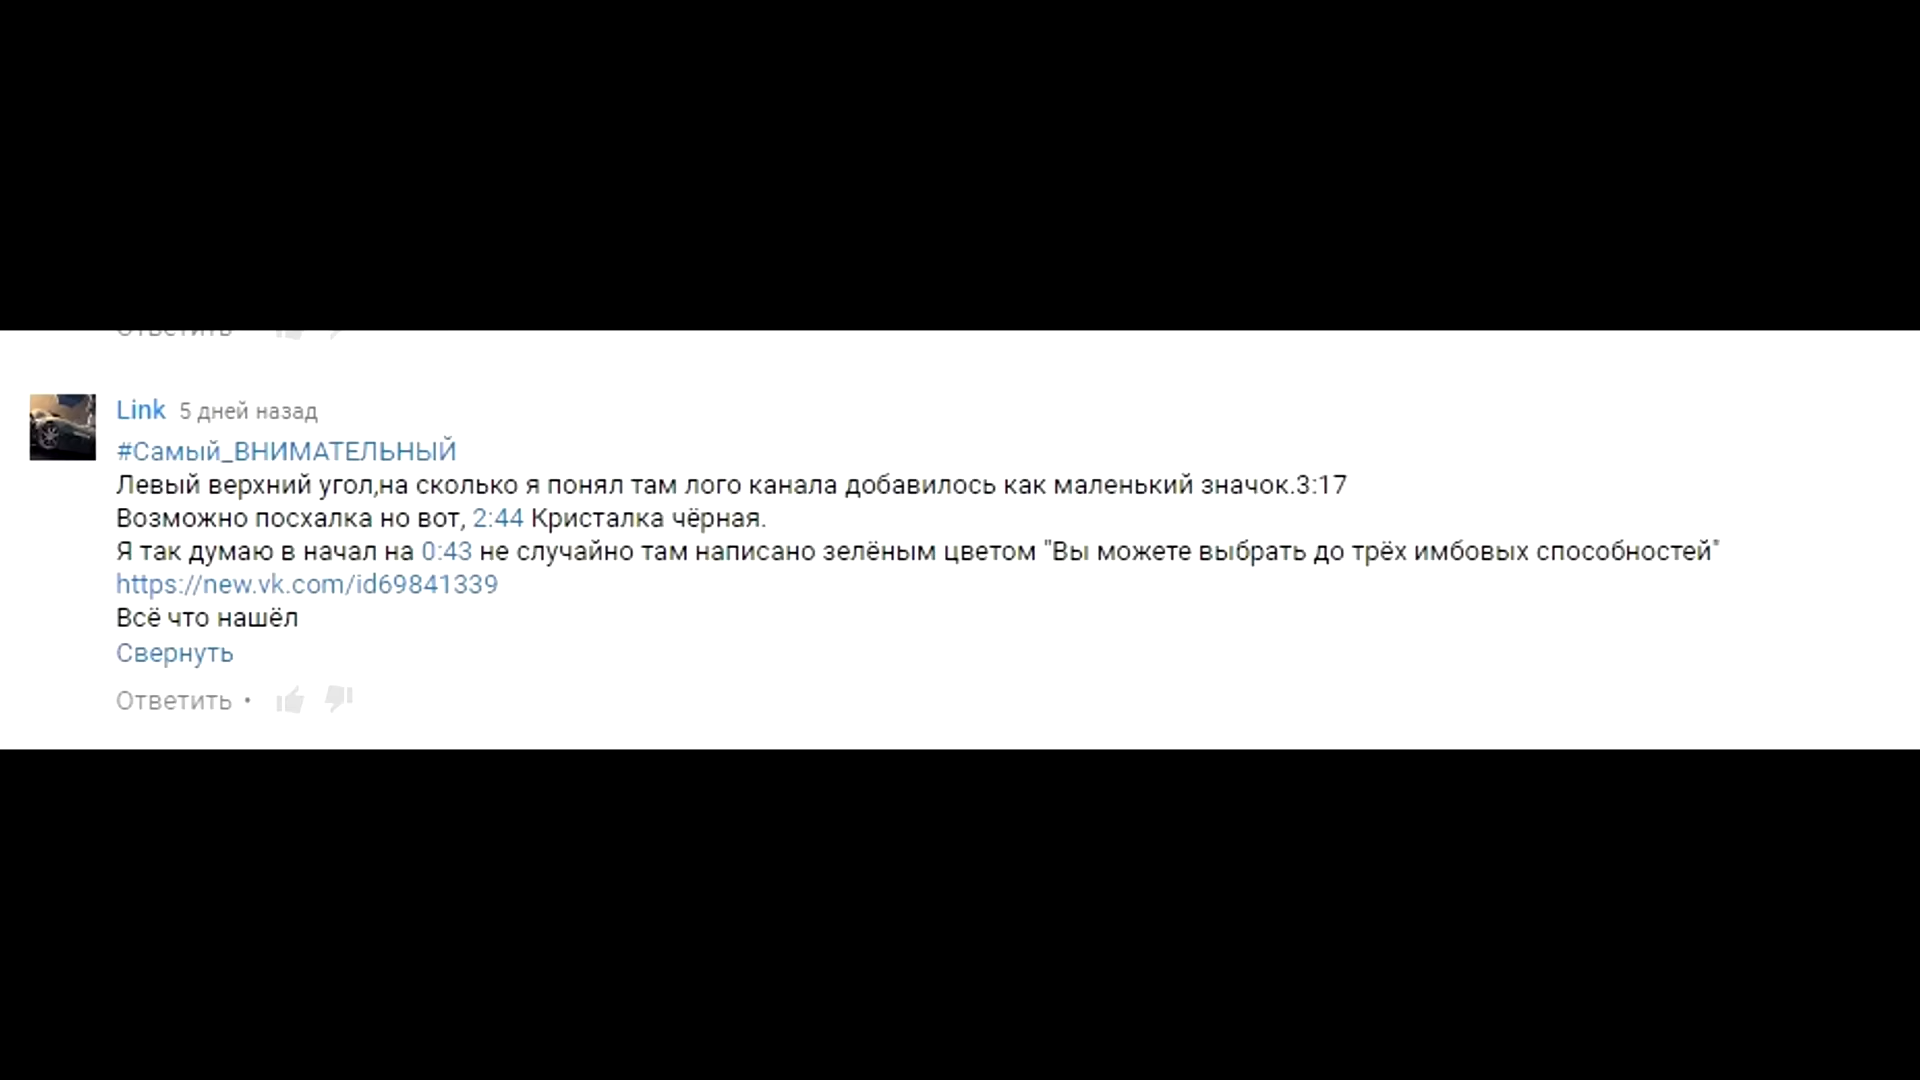 Ответить
Link 5 дней назад
#Самый_ВНИМАТЕЛЬНЫЙ
Левый верхний угол,на сколько я понял там лого канала добавилось как маленький значок.3:17
Возможно посхалка но вот, 2:44 Кристалка чёрная.
Я так думаю в начал на 0:43 не случайно там написано зелёным цветом "Вы можете выбрать до трёх имбовых способностей"
https://new.vk.com/id69841339
Всё что нашёл
Свернуть
Ответить •